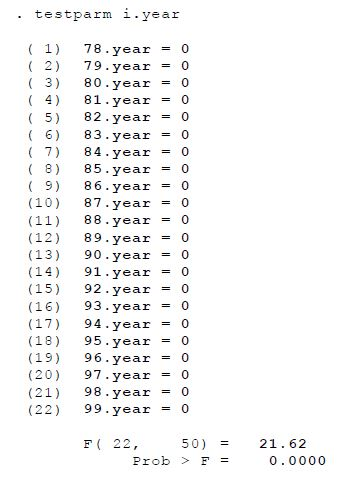 . testparm i.year
( 1) 78.year = 0
( 2) 79.year = 0
( 3) 80.year = 0
( 4) 81.year = 0
( 5) 82.year = 0
( 6) 83.year = 0
( 7) 84.year = 0
( 8) 85.year = 0
( 9) 86.year = 0
(10) 87.year = 0
(11) 88.year = 0
(12) 89.year = 0
(13) 90.year = 0
(14) 91.year = 0
(15) 92.year = 0
(16) 93.year = 0
(17) 94.year = 0
(18) 95.year = 0
(19) 96.year = 0
(20) 97.year = 0
(21) 98.year = 0
(22) 99.year = 0
F( 22, 50) = 21.62
Prob > F = 0.0000